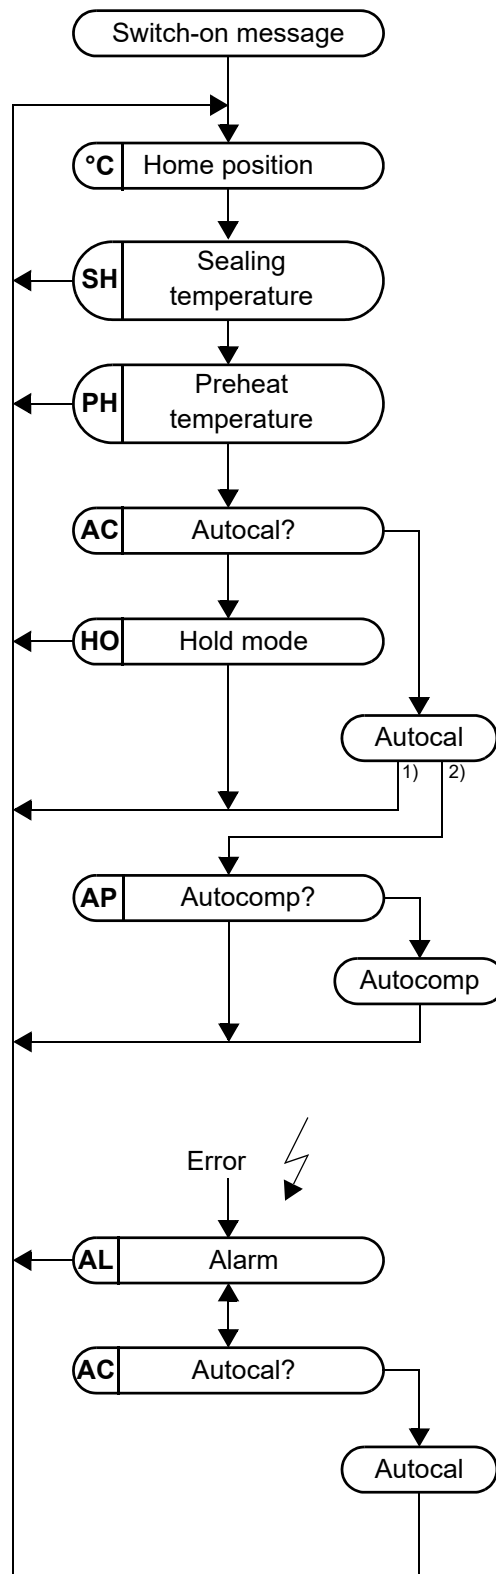 Switch-on message
°C Home position
Sealing
SH temperature
Preheat
PH temperature
AC Autocal?
HO Hold mode
Autocal
1) 2)
AP Autocomp?
Autocomp
Error
AL Alarm
AC Autocal?
Autocal